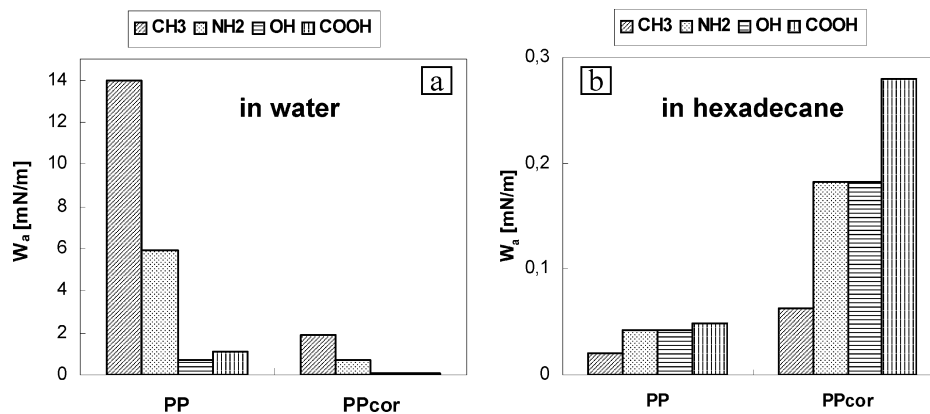 CH3 NH2 OH COOH
a
in water
14
12
10
8
6
4
2
0
Wa [mN/m]
PP PPcor
CH3 NH2 OH COOH
b
in hexadecane
0,3
0,2
0,1
0
Wa [mN/m]
PP PPcor